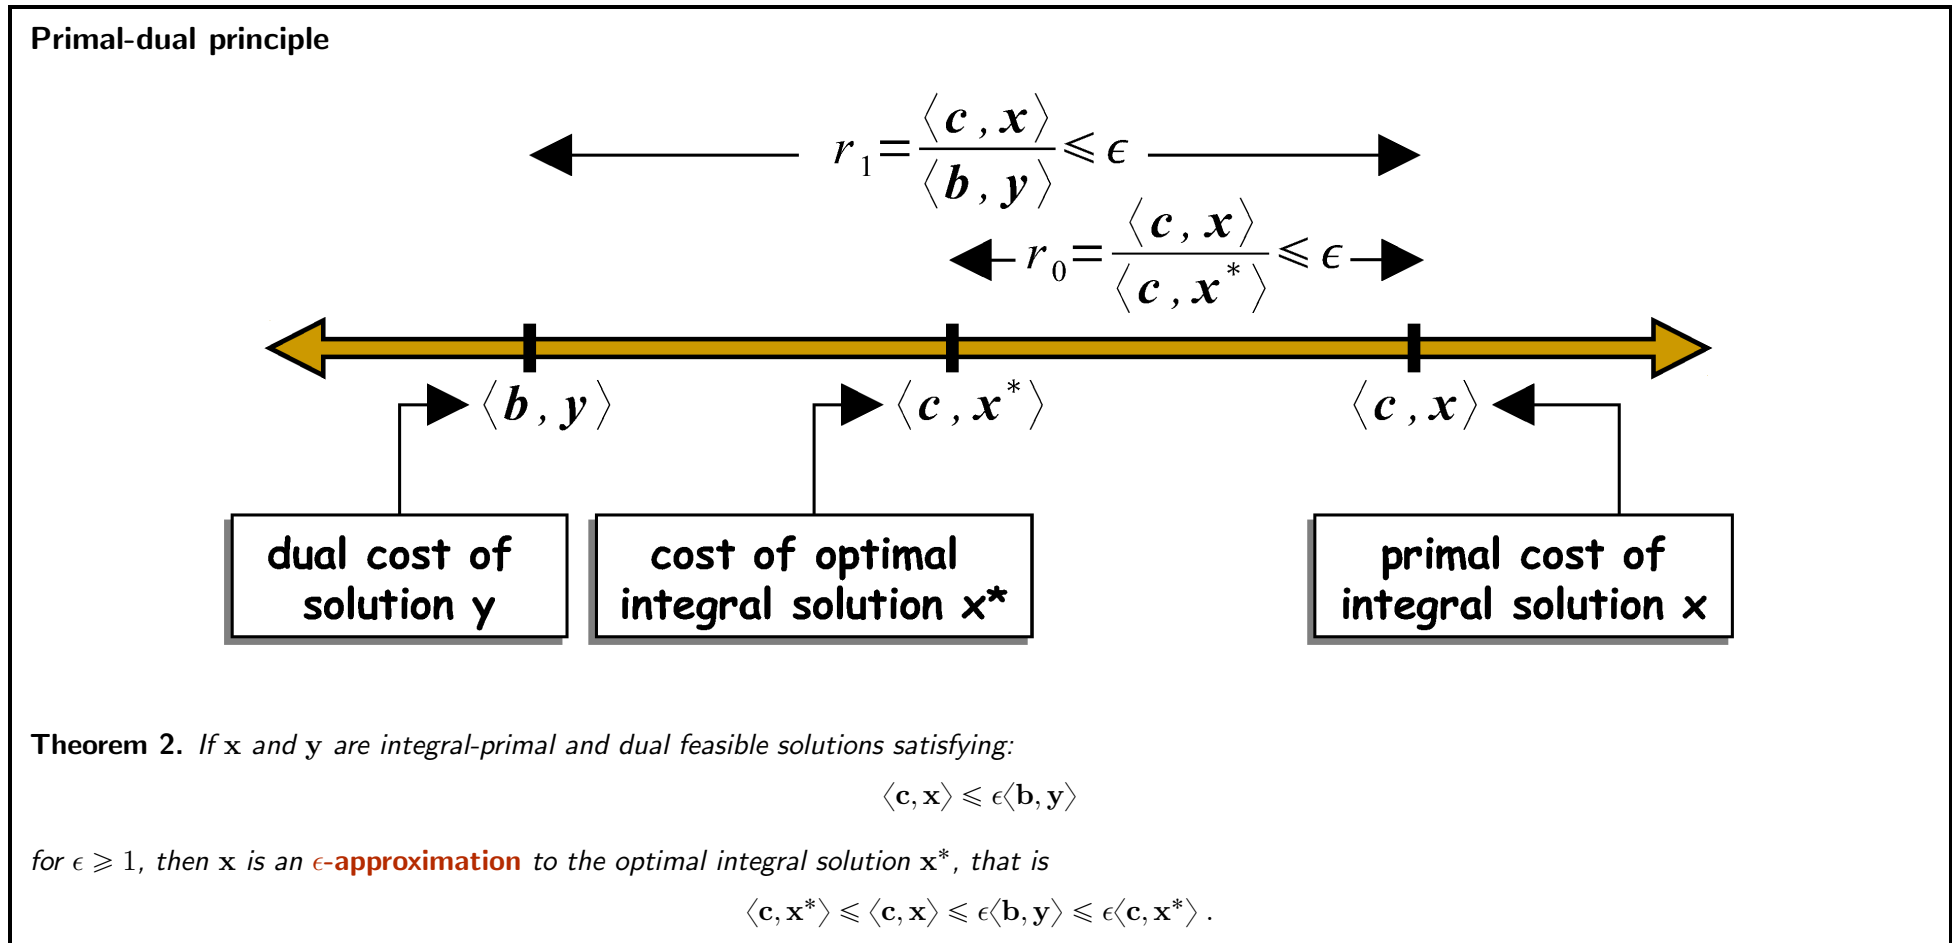 Primal-dual principle
r₁ = ⟨c, x⟩ / ⟨b, y⟩ ⩽ ϵ
r₀ = ⟨c, x⟩ / ⟨c, x*⟩ ⩽ ϵ
⟨b, y⟩ ⟨c, x*⟩ ⟨c, x⟩
dual cost of
solution y
cost of optimal
integral solution x*
primal cost of
integral solution x
Theorem 2. If x and y are integral-primal and dual feasible solutions satisfying:
⟨c, x⟩ ⩽ ϵ⟨b, y⟩
for ϵ ⩾ 1, then x is an ϵ-approximation to the optimal integral solution x*, that is
⟨c, x*⟩ ⩽ ⟨c, x⟩ ⩽ ϵ⟨b, y⟩ ⩽ ϵ⟨c, x*⟩ .